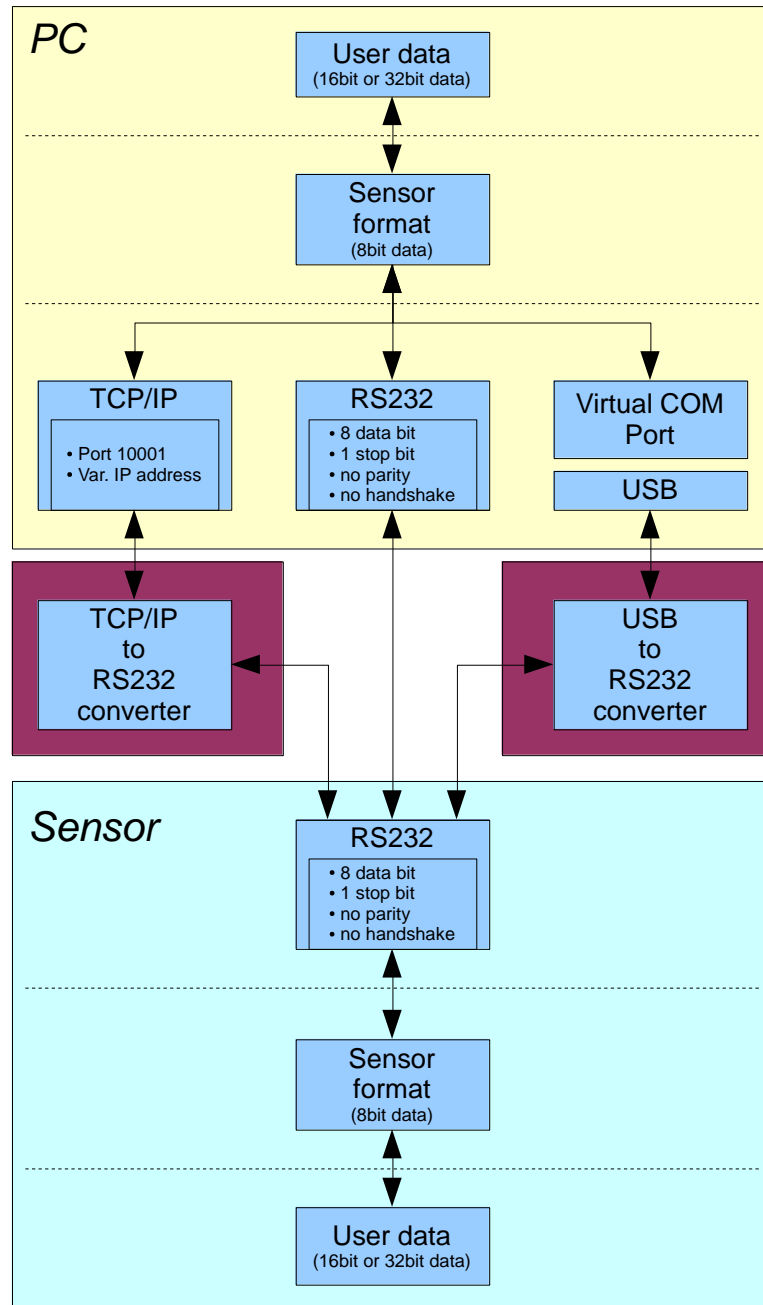 PC
User data
(16bit or 32bit data)
Sensor
format
(8bit data)
TCP/IP
• Port 10001
• Var. IP address
RS232
• 8 data bit
• 1 stop bit
• no parity
• no handshake
Virtual COM
Port
USB
TCP/IP
to
RS232
converter
USB
to
RS232
converter
Sensor
RS232
• 8 data bit
• 1 stop bit
• no parity
• no handshake
Sensor
format
(8bit data)
User data
(16bit or 32bit data)